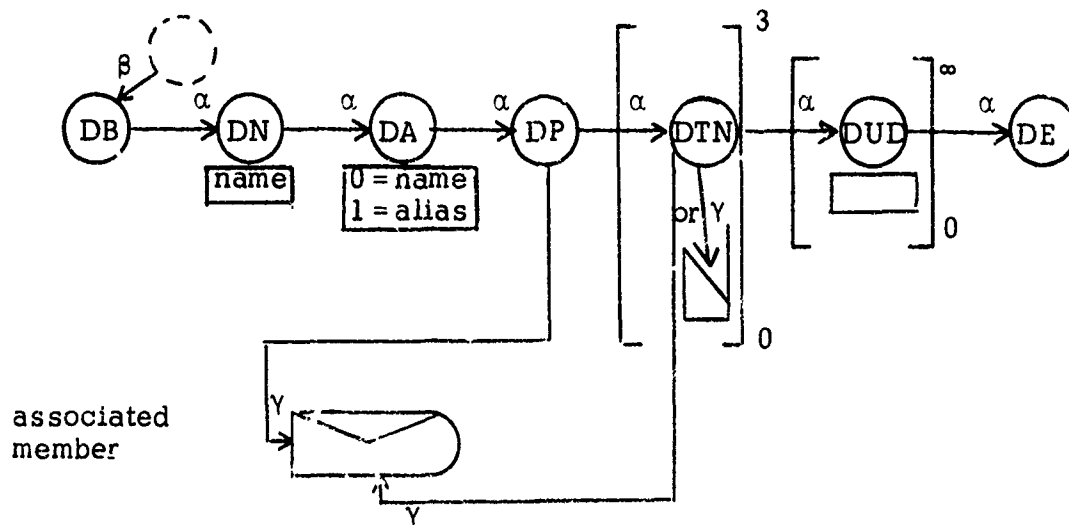 3
β
∞
α
α
α
α
α
α
DB
DN
DA
DP
DTN
DUD
DE
name
0 = name
1 = alias
or γ
0
0
γ
associated
member
γ